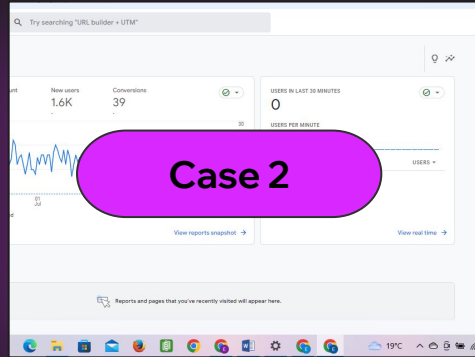 Try searching "URL builder + UTM"
New users
Conversions
1.6K
39
-
-
30
01
Jul
View reports snapshot →
USERS IN LAST 30 MINUTES
0
USERS PER MINUTE
USERS
View real time →
Case 2
Reports and pages that you've recently visited will appear here.
19°C